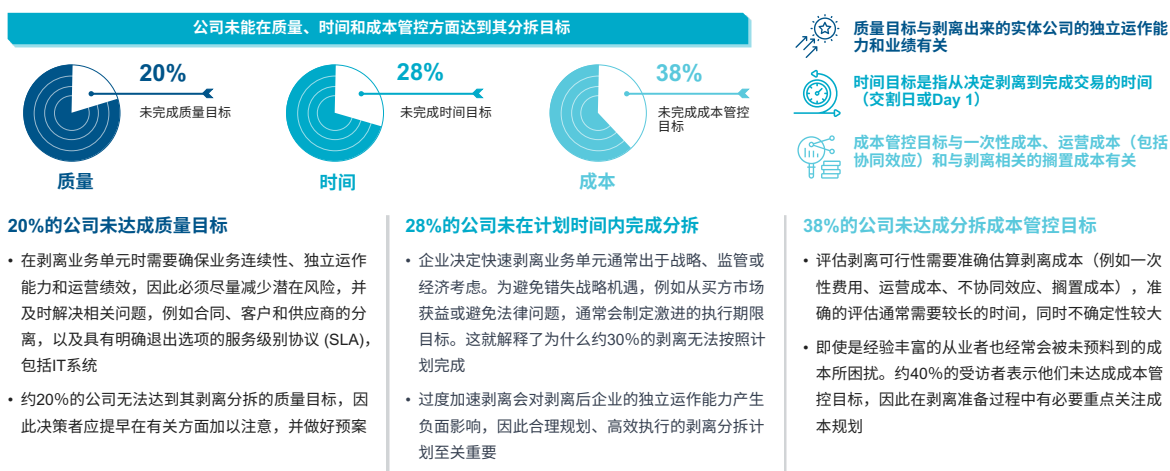 公司未能在质量、时间和成本管控方面达到其分拆目标
20%
未完成质量目标
质量
28%
未完成时间目标
时间
38%
未完成成本管控
目标
成本
质量目标与剥离出来的实体公司的独立运作能
力和业绩有关
时间目标是指从决定剥离到完成交易的时间
（交割日或Day 1）
成本管控目标与一次性成本、运营成本（包括
协同效应）和与剥离相关的搁置成本有关
20%的公司未达成质量目标
• 在剥离业务单元时需要确保业务连续性、独立运作
能力和运营绩效，因此必须尽量减少潜在风险，并
及时解决相关问题，例如合同、客户和供应商的分
离，以及具有明确退出选项的服务级别协议 (SLA)，
包括IT系统
• 约20%的公司无法达到其剥离分拆的质量目标，因
此决策者应提早在有关方面加以注意，并做好预案
28%的公司未在计划时间内完成分拆
• 企业决定快速剥离业务单元通常出于战略、监管或
经济考虑。为避免错失战略机遇，例如从买方市场
获益或避免法律问题，通常会制定激进的执行期限
目标。这就解释了为什么约30%的剥离无法按照计
划完成
• 过度加速剥离会对剥离后企业的独立运作能力产生
负面影响，因此合理规划、高效执行的剥离分拆计
划至关重要
38%的公司未达成分拆成本管控目标
• 评估剥离可行性需要准确估算剥离成本（例如一次
性费用、运营成本、不协同效应、搁置成本），准
确的评估通常需要较长的时间，同时不确定性较大
• 即使是经验丰富的从业者也经常会被未预料到的成
本所困扰。约40%的受访者表示他们未达成成本管
控目标，因此在剥离准备过程中有必要重点关注成
本规划